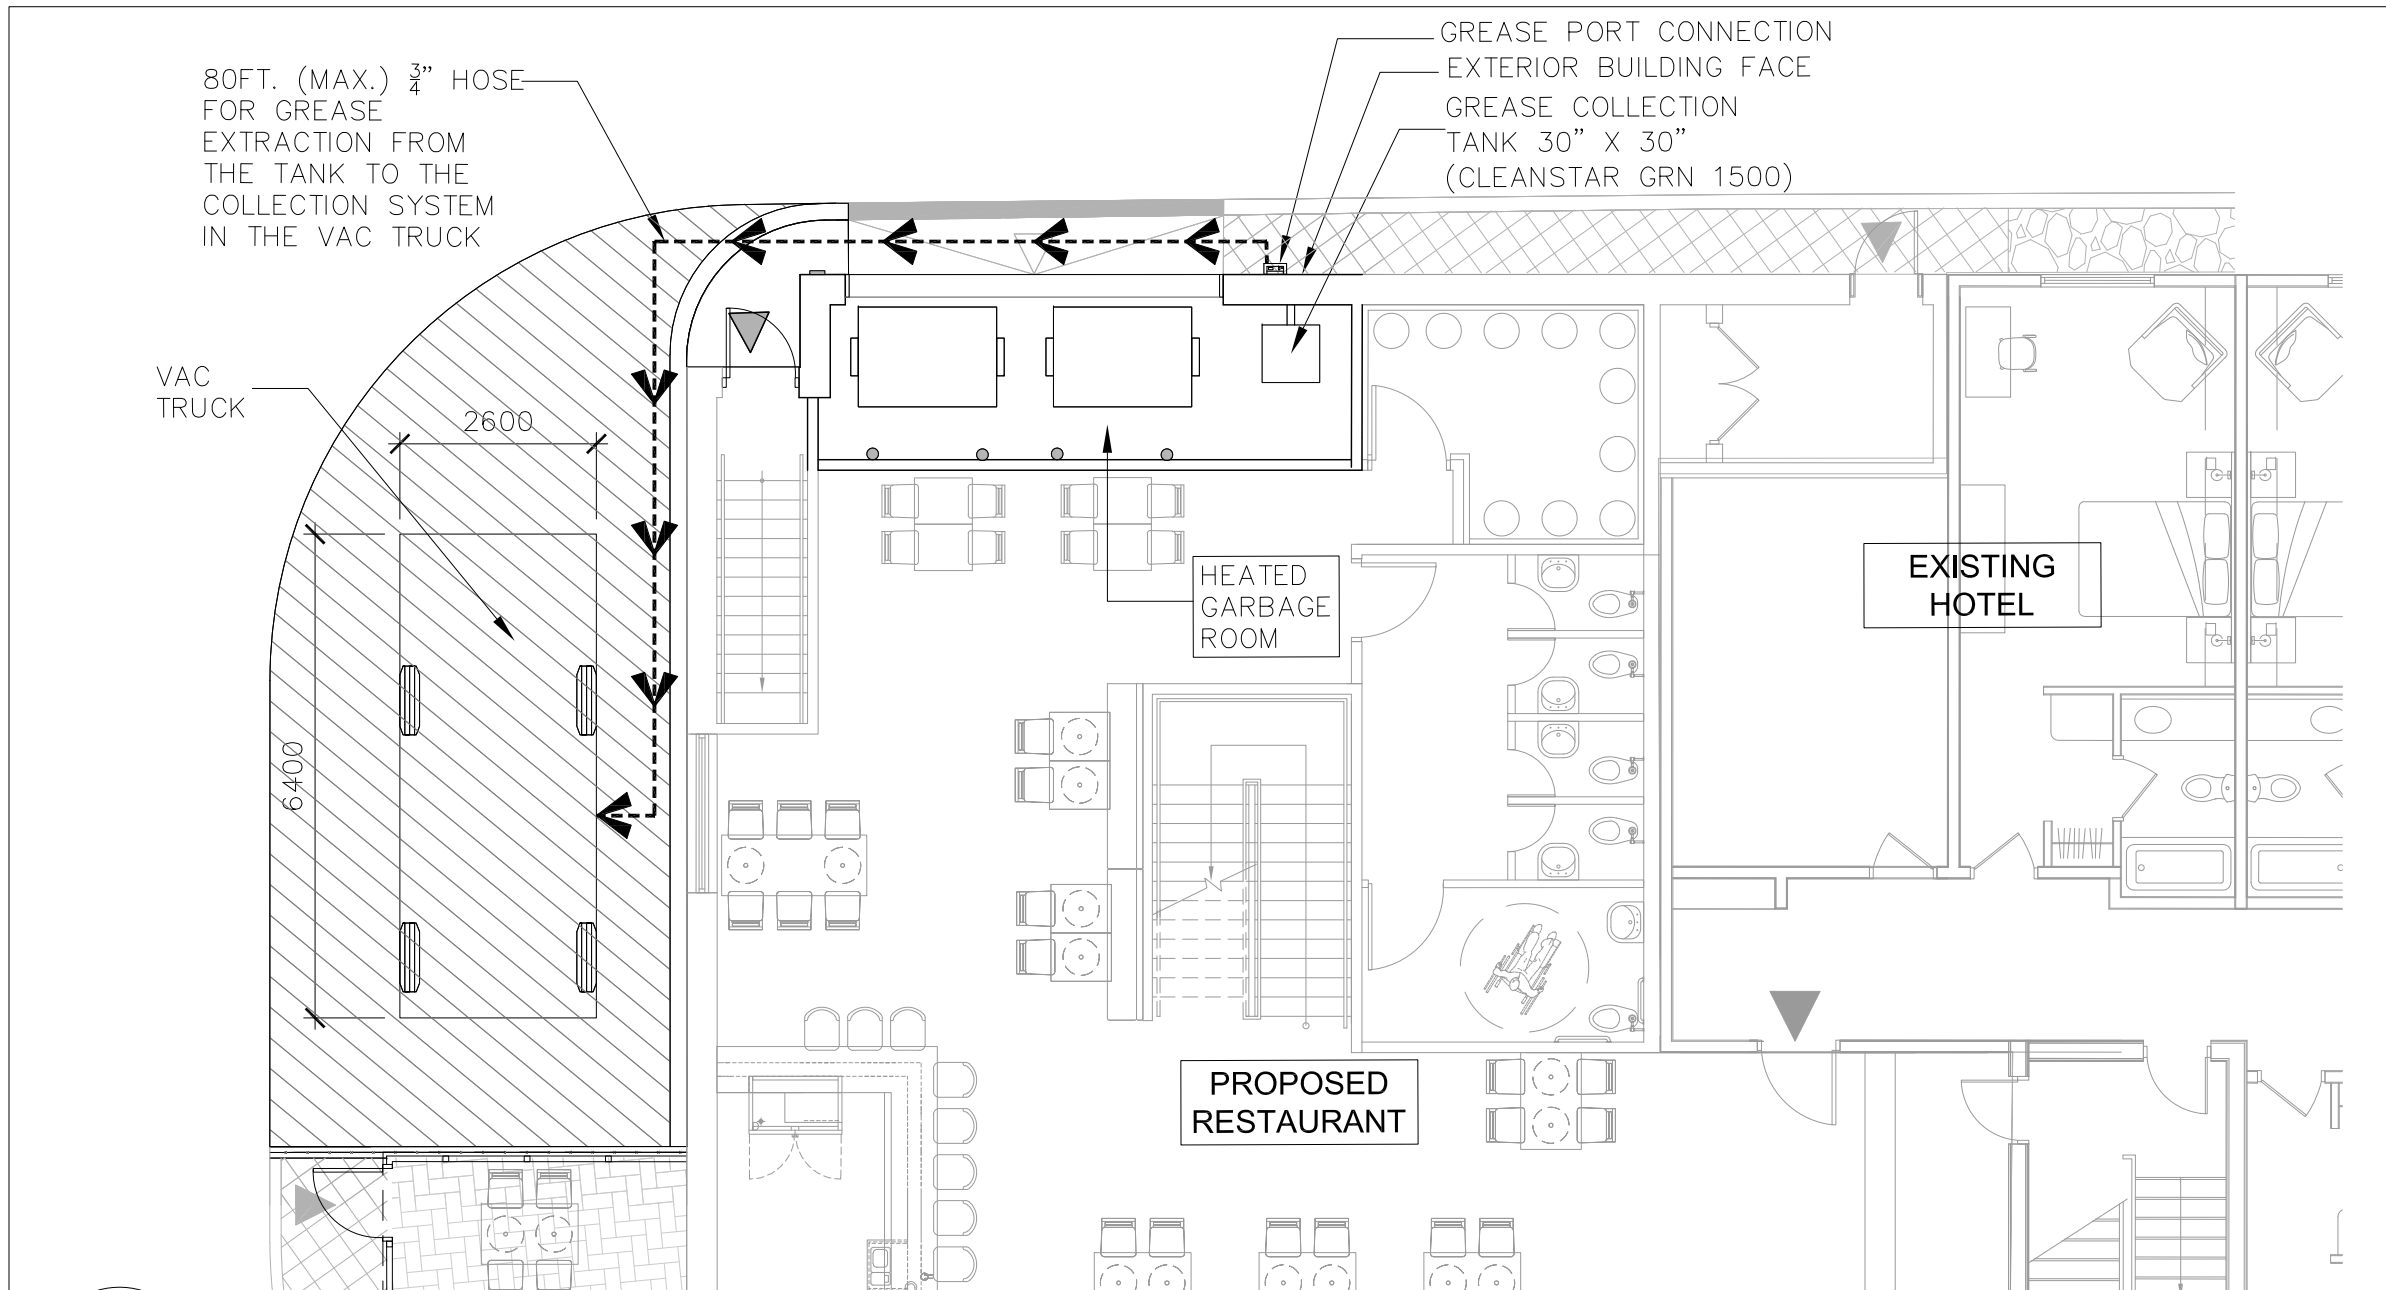 80FT. (MAX.) 3/4" HOSE
FOR GREASE
EXTRACTION FROM
THE TANK TO THE
COLLECTION SYSTEM
IN THE VAC TRUCK
GREASE PORT CONNECTION
EXTERIOR BUILDING FACE
GREASE COLLECTION
TANK 30" X 30"
(CLEANSTAR GRN 1500)
VAC
TRUCK
2600
6400
HEATED
GARBAGE
ROOM
EXISTING
HOTEL
PROPOSED
RESTAURANT